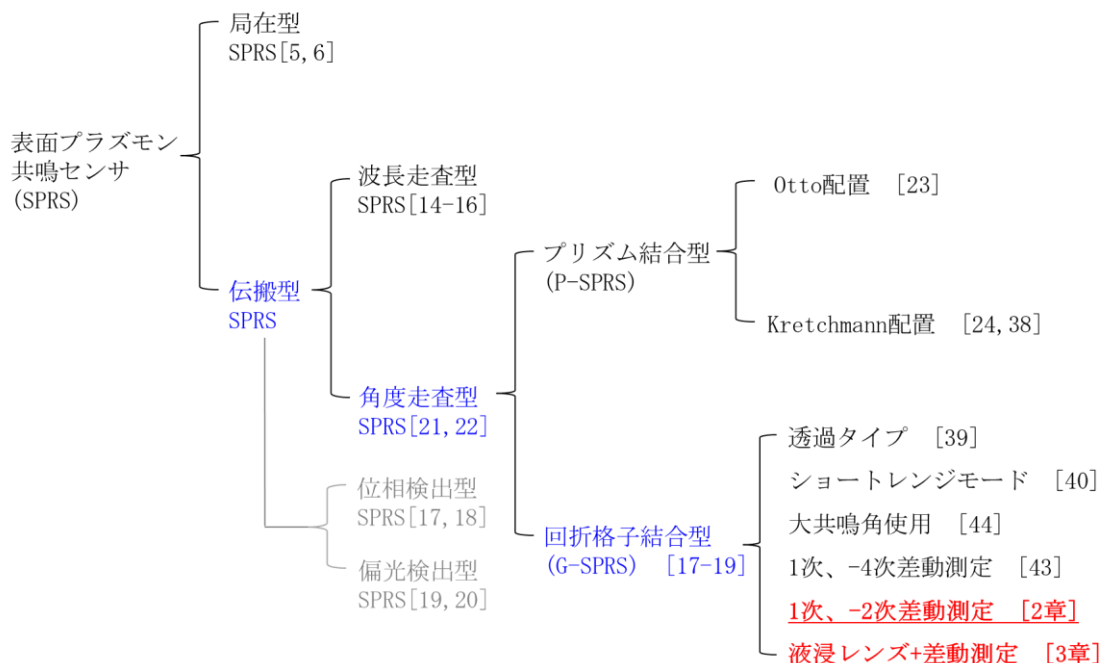 表面プラズモン
共鳴センサ
(SPRS)
局在型
SPRS[5,6]
伝搬型
SPRS
波長走査型
SPRS[14-16]
角度走査型
SPRS[21,22]
位相検出型
SPRS[17,18]
偏光検出型
SPRS[19,20]
プリズム結合型
(P-SPRS)
回折格子結合型
(G-SPRS) [17-19]
Otto配置 [23]
Kretchmann配置 [24,38]
透過タイプ [39]
ショートレンジモード [40]
大共鳴角使用 [44]
1次、-4次差動測定 [43]
1次、-2次差動測定 [2章]
液浸レンズ+差動測定 [3章]